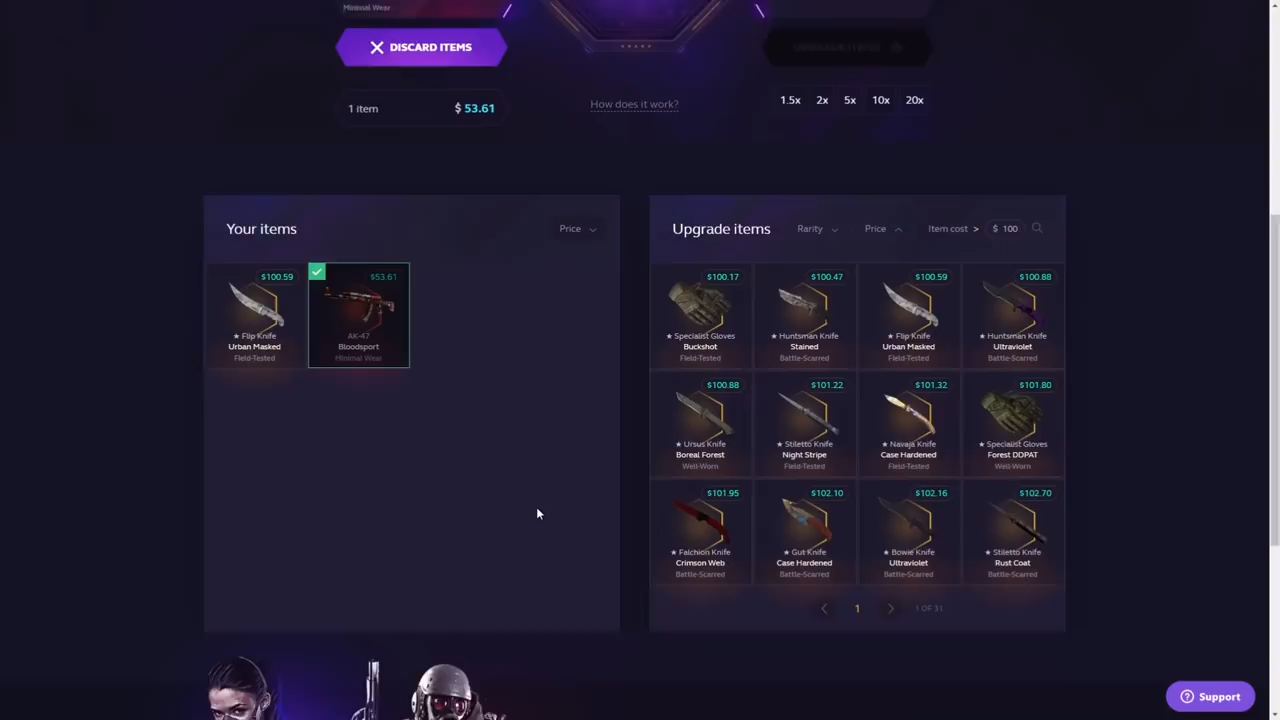 Minimal Wear
DISCARD ITEMS
1 item
$ 53.61
How does it work?
UPGRADE ITEMS
1.5x 2x 5x 10x 20x
Your items
Price
$100.59
★ Flip Knife
Urban Masked
Field-Tested
$53.61
AK-47
Bloodsport
Minimal Wear
Upgrade items
Rarity
Price
Item cost >
$ 100
$100.17
★ Specialist Gloves
Buckshot
Field-Tested
$100.47
★ Huntsman Knife
Stained
Battle-Scarred
$100.59
★ Flip Knife
Urban Masked
Field-Tested
$100.88
★ Huntsman Knife
Ultraviolet
Battle-Scarred
$100.88
★ Ursus Knife
Boreal Forest
Well-Worn
$101.22
★ Stiletto Knife
Night Stripe
Field-Tested
$101.32
★ Navaja Knife
Case Hardened
Field-Tested
$101.80
★ Specialist Gloves
Forest DDPAT
Well-Worn
$101.95
★ Falchion Knife
Crimson Web
Battle-Scarred
$102.10
★ Gut Knife
Case Hardened
Battle-Scarred
$102.16
★ Bowie Knife
Ultraviolet
Battle-Scarred
$102.70
★ Stiletto Knife
Rust Coat
Battle-Scarred
1
1 OF 31
Support